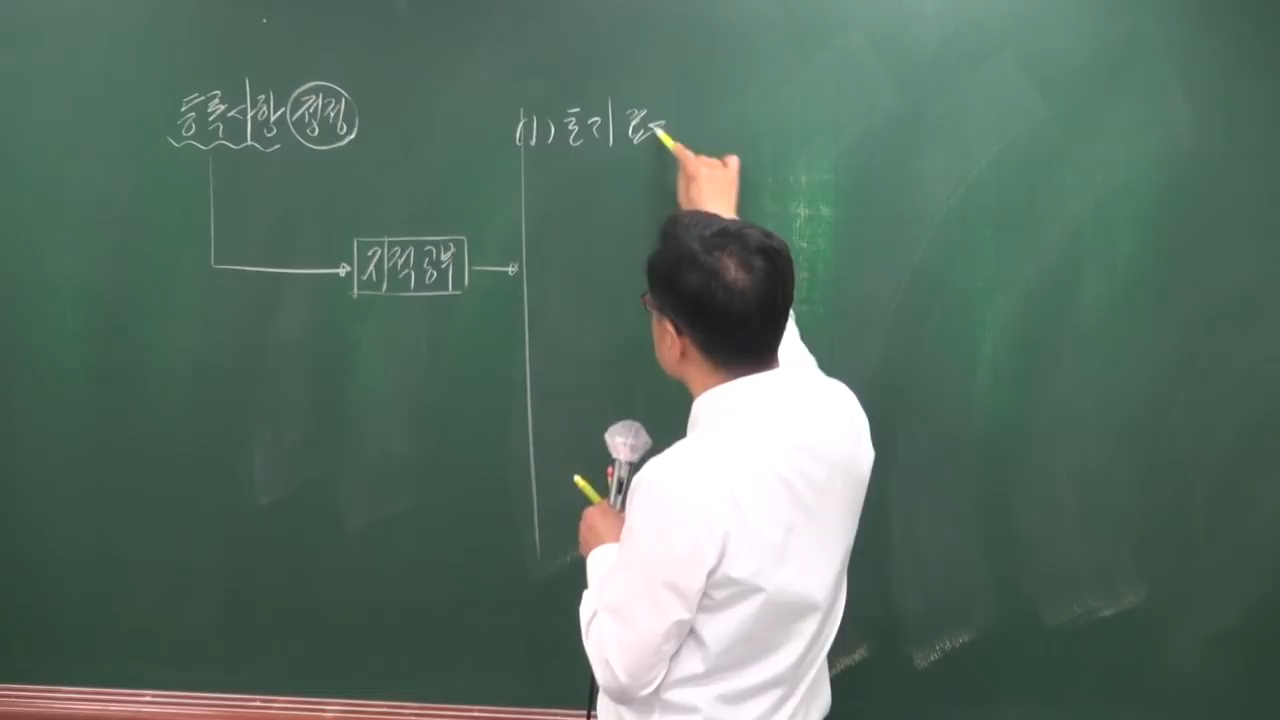 등록사항 정정
(1) 토지
지적공부